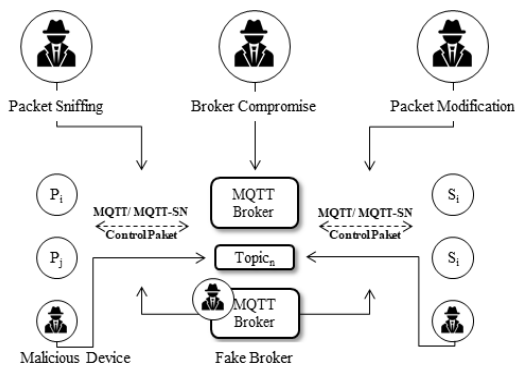 Packet Sniffing
Broker Compromise
Packet Modification
Pᵢ
MQTT
Broker
Sᵢ
MQTT/ MQTT-SN
ControlPaket
MQTT/ MQTT-SN
ControlPaket
Pⱼ
Topicₙ
Sᵢ
MQTT
Broker
Malicious Device
Fake Broker